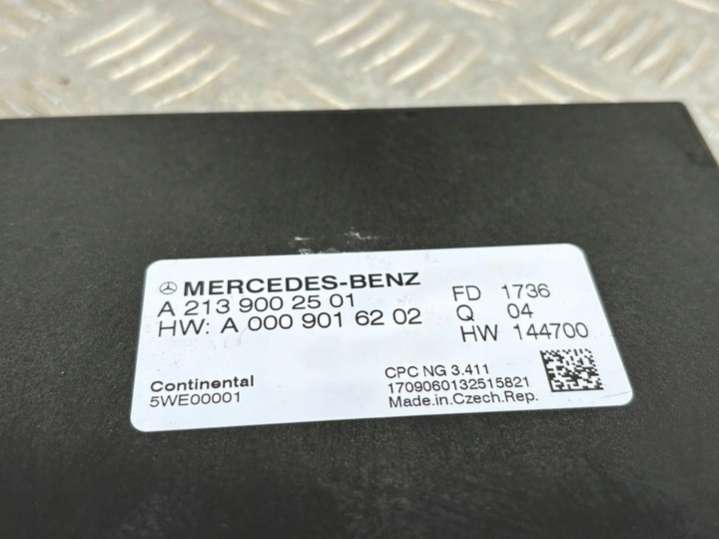 MERCEDES-BENZ
A 213 900 25 01
HW: A 000 901 62 02
FD 1736
Q 04
HW 144700
Continental
5WE00001
CPC NG 3.411
1709060132515821
Made.in.Czech.Rep.